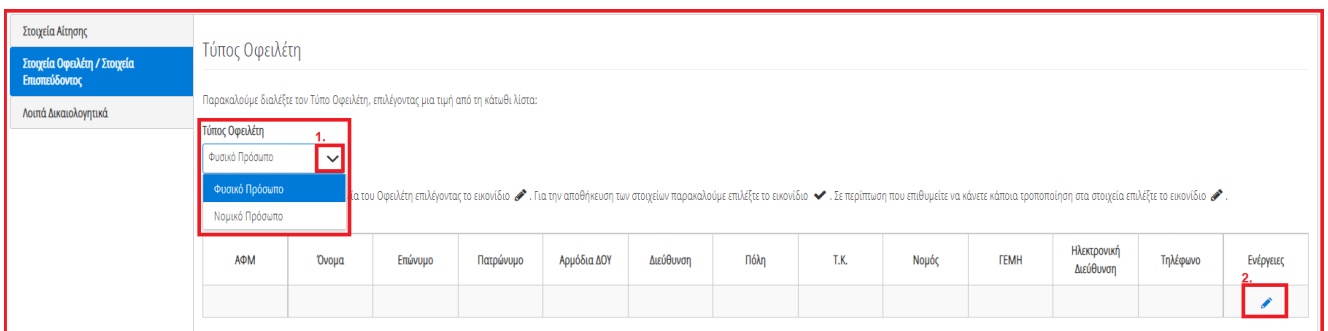 Στοιχεία Αίτησης
Στοιχεία Οφειλέτη / Στοιχεία
Επισπεύδοντος
Λοιπά Δικαιολογητικά
Τύπος Οφειλέτη
Παρακαλούμε διαλέξτε τον Τύπο Οφειλέτη, επιλέγοντας μια τιμή από τη κάτωθι λίστα:
Τύπος Οφειλέτη 1.
Φυσικό Πρόσωπο
Φυσικό Πρόσωπο
Νομικό Πρόσωπο
του Οφειλέτη επιλέγοντας το εικονίδιο . Για την αποθήκευση των στοιχείων παρακαλούμε επιλέξτε το εικονίδιο . Σε περίπτωση που επιθυμείτε να κάνετε κάποια τροποποίηση στα στοιχεία επιλέξτε το εικονίδιο .
ΑΦΜ Όνομα Επώνυμο Πατρώνυμο Αρμόδια ΔΟΥ Διεύθυνση Πόλη Τ.Κ. Νομός ΓΕΜΗ Ηλεκτρονική Διεύθυνση Τηλέφωνο Ενέργειες
2.